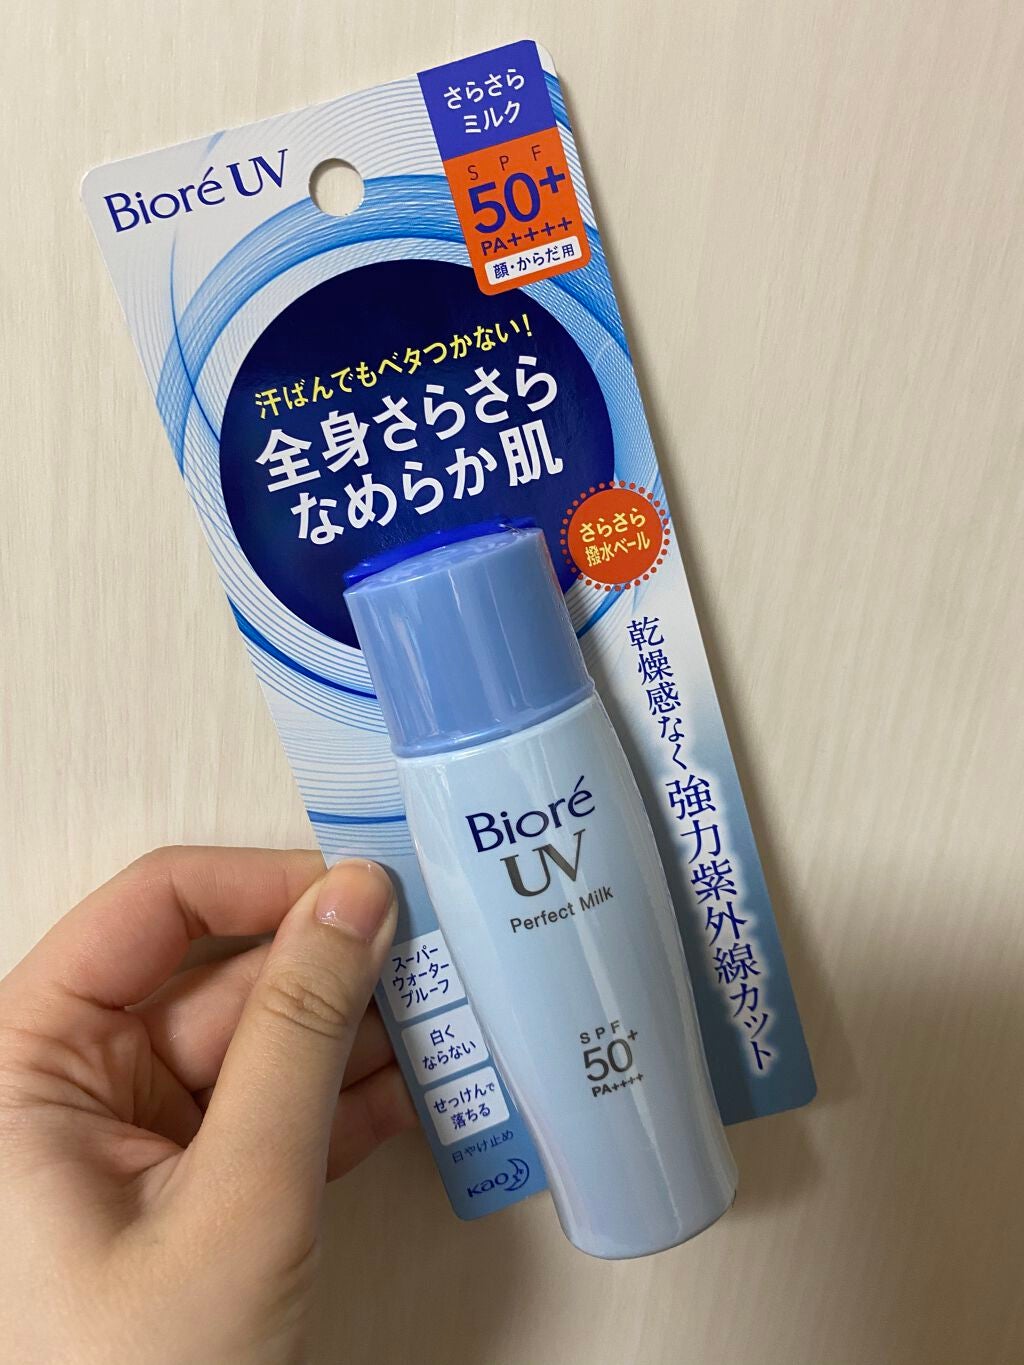 Bioré UV
さらさら
ミルク
SPF
50+
PA++++
顔・からだ用
汗ばんでもベタつかない！
全身さらさら
なめらか肌
さらさら
撥水ベール
乾燥感なく強力紫外線カット
Bioré
UV
Perfect Milk
SPF
50+
PA++++
スーパー
ウォーター
プルーフ
白く
ならない
せっけんで
落ちる
日やけ止め
Kao